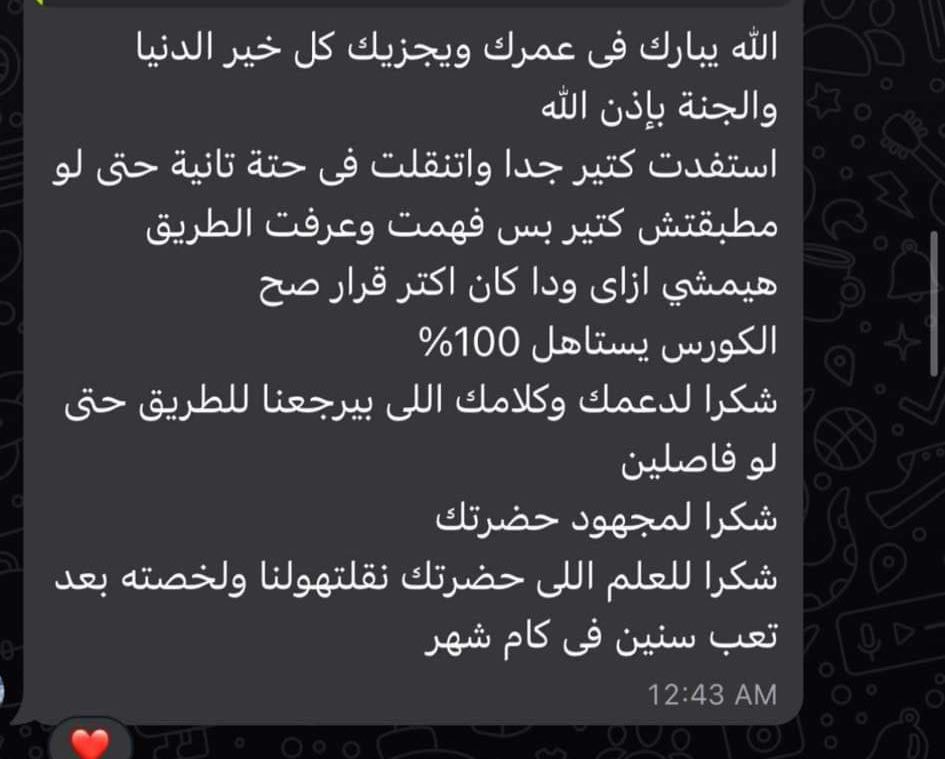 الله يبارك فى عمرك ويجزيك كل خير الدنيا
والجنة بإذن الله
استفدت كتير جدا واتنقلت فى حتة تانية حتى لو
مطبقتش كتير بس فهمت وعرفت الطريق
هيمشي ازاى ودا كان اكتر قرار صح
الكورس يستاهل 100%
شكرا لدعمك وكلامك اللى بيرجعنا للطريق حتى
لو فاصلين
شكرا لمجهود حضرتك
شكرا للعلم اللى حضرتك نقلتهولنا ولخصته بعد
تعب سنين فى كام شهر
12:43 AM